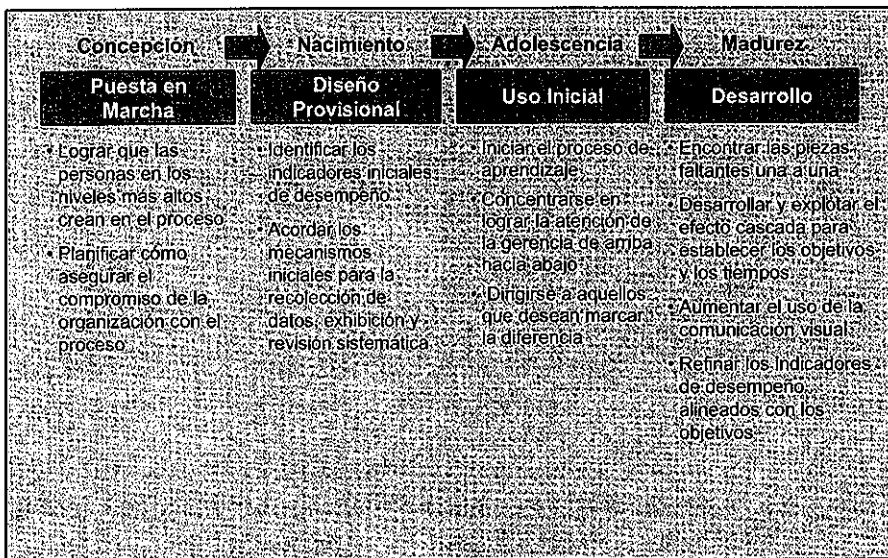 Concepción Nacimiento Adolescencia Madurez
Puesta en
Marcha
• Lograr que las
personas en los
niveles más altos
crean en el proceso
• Planificar cómo
asegurar el
compromiso de la
organización con el
proceso
Diseño
Provisional
• Identificar los
indicadores iniciales
de desempeño
• Acordar los
mecanismos
iniciales para la
recolección de
datos, exhibición y
revisión sistemática
Uso Inicial
• Iniciar el proceso de
aprendizaje
• Concentrarse en
lograr la atención de
la gerencia de arriba
hacia abajo
• Dirigirse a aquellos
que desean marcar
la diferencia
Desarrollo
• Encontrar las piezas
faltantes una a una
• Desarrollar y explotar el
efecto cascada para
establecer los objetivos
y los tiempos
• Aumentar el uso de la
comunicación visual
• Refinar los Indicadores
de desempeño,
alineados con los
objetivos